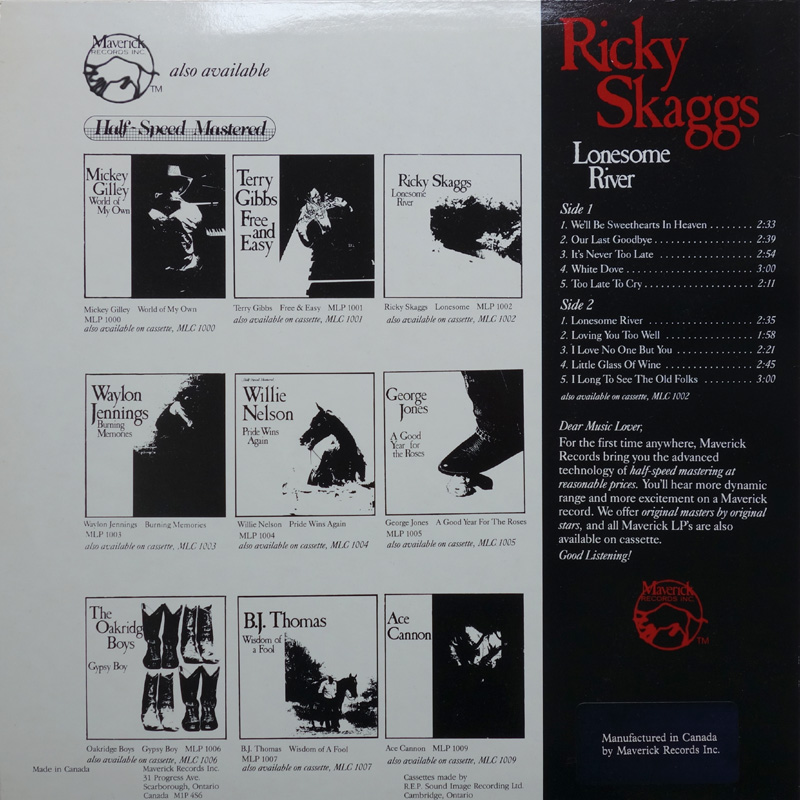 Maverick
RECORDS INC.
TM
also available
Half-Speed Mastered
Mickey
Gilley
World of
My Own
Mickey Gilley World of My Own
MLP 1000
also available on cassette, MLC 1000
Terry
Gibbs
Free
and
Easy
Terry Gibbs Free & Easy MLP 1001
also available on cassette, MLC 1001
Ricky Skaggs
Lonesome
River
Ricky Skaggs Lonesome MLP 1002
also available on cassette, MLC 1002
Waylon
Jennings
Burning
Memories
Waylon Jennings Burning Memories
MLP 1003
also available on cassette, MLC 1003
Half-Speed Mastered
Willie
Nelson
Pride Wins
Again
Willie Nelson Pride Wins Again
MLP 1004
also available on cassette, MLC 1004
George
Jones
A Good
Year for
the Roses
George Jones A Good Year For The Roses
MLP 1005
also available on cassette, MLC 1005
The
Oakridg
Boys
Gypsy Boy
Oakridge Boys Gypsy Boy MLP 1006
also available on cassette, MLC 1006
B.J. Thomas
Wisdom of
a Fool
B.J. Thomas Wisdom of A Fool
MLP 1007
also available on cassette, MLC 1007
Ace
Cannon
Ace Cannon MLP 1009
also available on cassette, MLC 1009
Made in Canada
Maverick Records Inc.
31 Progress Ave.
Scarborough, Ontario
Canada M1P 4S6
Cassettes made by
R.E.P. Sound Image Recording Ltd.
Cambridge, Ontario
Ricky
Skaggs
Lonesome
River
Side 1
1. We'll Be Sweethearts In Heaven ........ 2:33
2. Our Last Goodbye ................... 2:39
3. It's Never Too Late ................... 2:54
4. White Dove ........................ 3:00
5. Too Late To Cry ..................... 2:11
Side 2
1. Lonesome River .................... 2:35
2. Loving You Too Well ................. 1:58
3. I Love No One But You ............... 2:21
4. Little Glass Of Wine .................. 2:45
5. I Long To See The Old Folks ........... 3:00
also available on cassette, MLC 1002
Dear Music Lover,
For the first time anywhere, Maverick
Records bring you the advanced
technology of half-speed mastering at
reasonable prices. You'll hear more dynamic
range and more excitement on a Maverick
record. We offer original masters by original
stars, and all Maverick LP's are also
available on cassette.
Good Listening!
Maverick
RECORDS INC.
TM
Manufactured in Canada
by Maverick Records Inc.